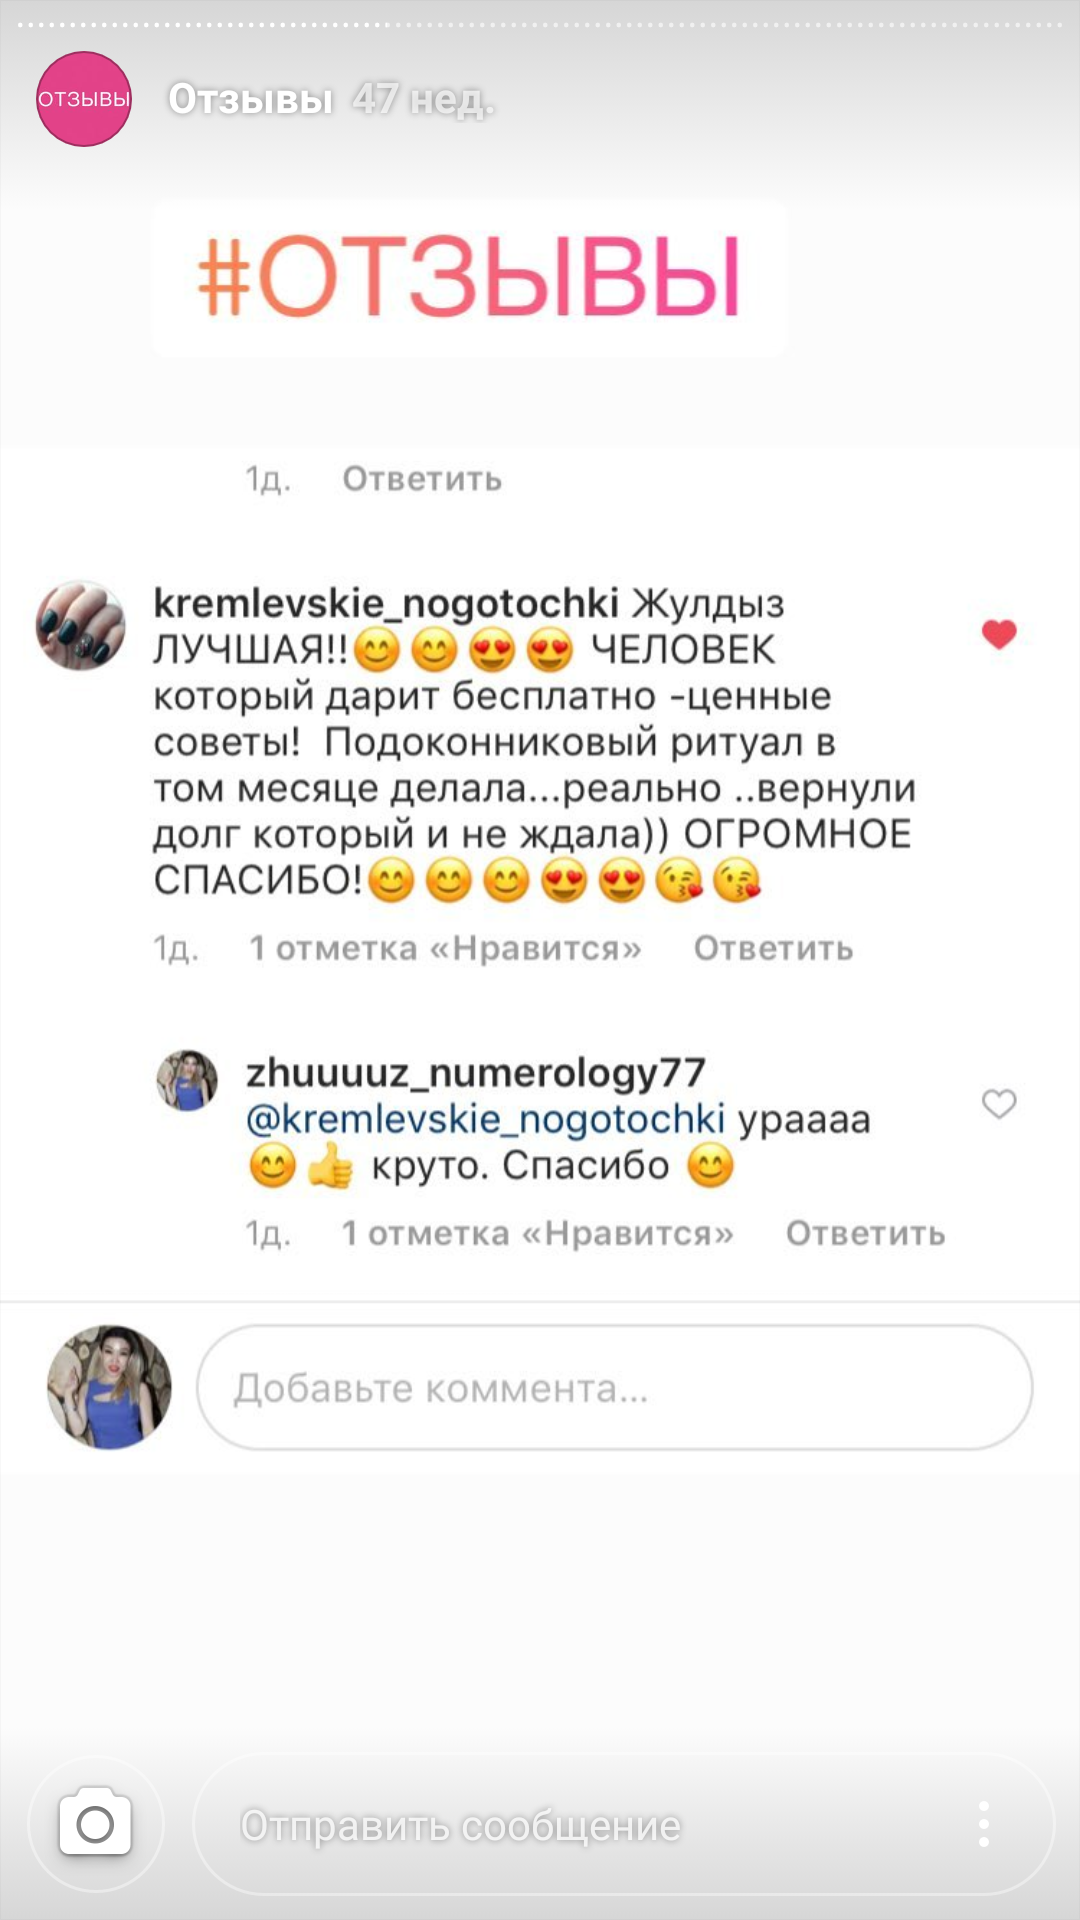 ОТЗЫВЫ
Отзывы 47 нед.
#ОТЗЫВЫ
1д. Ответить
kremlevskie_nogotochki Жулдыз
ЛУЧШАЯ!!😊😊😍😍 ЧЕЛОВЕК
который дарит бесплатно -ценные
советы!  Подоконниковый ритуал в
том месяце делала...реально ..вернули
долг который и не ждала)) ОГРОМНОЕ
СПАСИБО!😊😊😊😍😍😘😘
1д. 1 отметка «Нравится» Ответить
zhuuuuz_numerology77
@kremlevskie_nogotochki ураааа
😊👍 круто. Спасибо 😊
1д. 1 отметка «Нравится» Ответить
Добавьте коммента...
Отправить сообщение